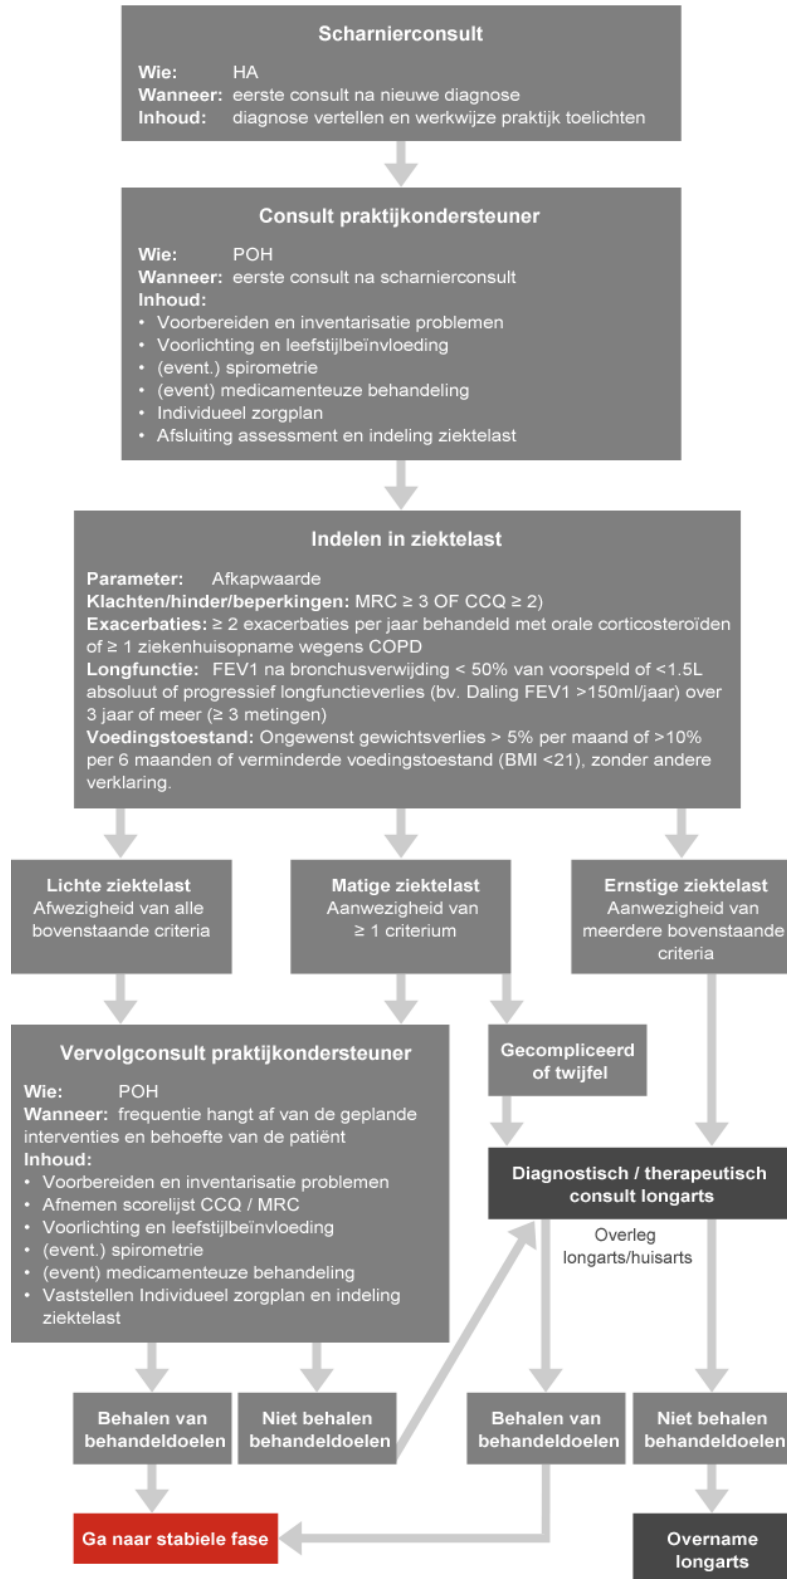 Scharnierconsult
Wie: HA
Wanneer: eerste consult na nieuwe diagnose
Inhoud: diagnose vertellen en werkwijze praktijk toelichten
Consult praktijkondersteuner
Wie: POH
Wanneer: eerste consult na scharnierconsult
Inhoud:
• Voorbereiden en inventarisatie problemen
• Voorlichting en leefstijlbeïnvloeding
• (event.) spirometrie
• (event) medicamenteuze behandeling
• Individueel zorgplan
• Afsluiting assessment en indeling ziektelast
Indelen in ziektelast
Parameter: Afkapwaarde
Klachten/hinder/beperkingen: MRC ≥ 3 OF CCQ ≥ 2)
Exacerbaties: ≥ 2 exacerbaties per jaar behandeld met orale corticosteroïden
of ≥ 1 ziekenhuisopname wegens COPD
Longfunctie: FEV1 na bronchusverwijding < 50% van voorspeld of <1.5L
absoluut of progressief longfunctieverlies (bv. Daling FEV1 >150ml/jaar) over
3 jaar of meer (≥ 3 metingen)
Voedingstoestand: Ongewenst gewichtsverlies > 5% per maand of >10%
per 6 maanden of verminderde voedingstoestand (BMI <21), zonder andere
verklaring.
Lichte ziektelast
Afwezigheid van alle
bovenstaande criteria
Matige ziektelast
Aanwezigheid van
≥ 1 criterium
Ernstige ziektelast
Aanwezigheid van
meerdere bovenstaande
criteria
Vervolgconsult praktijkondersteuner
Wie: POH
Wanneer: frequentie hangt af van de geplande
interventies en behoefte van de patiënt
Inhoud:
• Voorbereiden en inventarisatie problemen
• Afnemen scorelijst CCQ / MRC
• Voorlichting en leefstijlbeïnvloeding
• (event.) spirometrie
• (event) medicamenteuze behandeling
• Vaststellen Individueel zorgplan en indeling
ziektelast
Gecompliceerd
of twijfel
Diagnostisch / therapeutisch
consult longarts
Overleg
longarts/huisarts
Behalen van
behandeldoelen
Niet behalen
behandeldoelen
Behalen van
behandeldoelen
Niet behalen
behandeldoelen
Ga naar stabiele fase
Overname
longarts